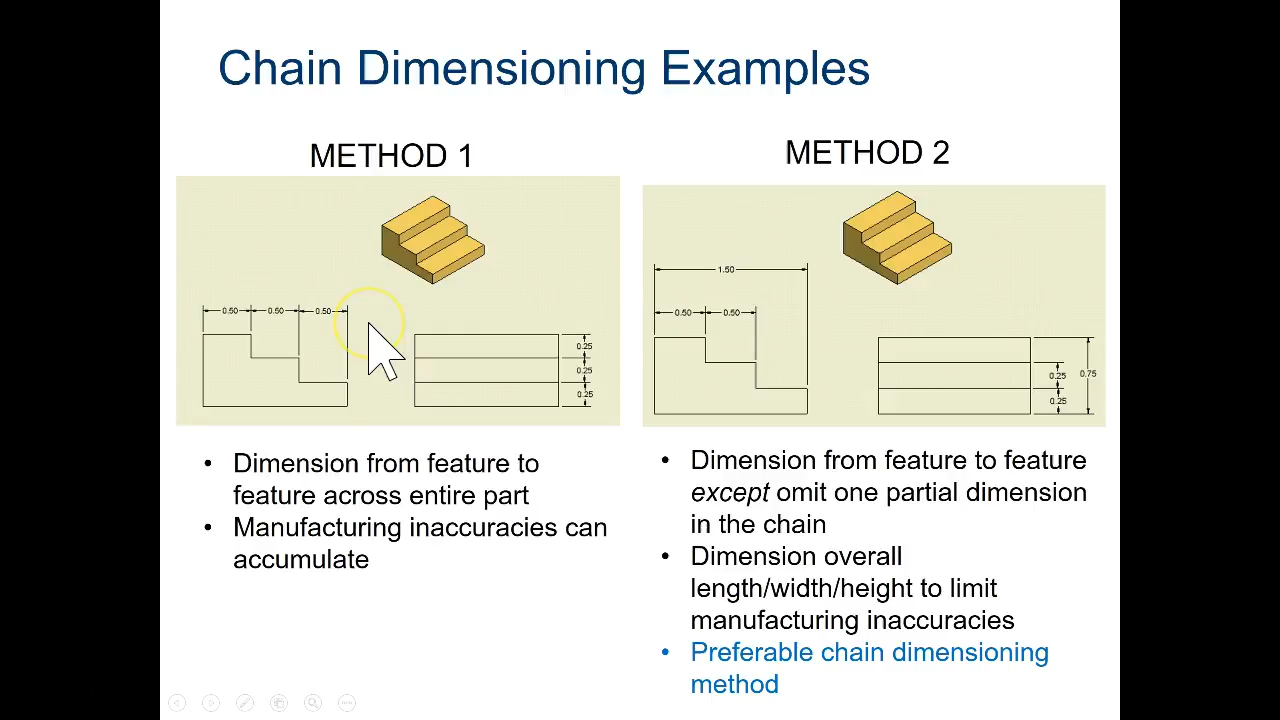 Chain Dimensioning Examples
METHOD 1
0.50 0.50 0.50
0.25
0.25
0.25
• Dimension from feature to
feature across entire part
• Manufacturing inaccuracies can
accumulate
METHOD 2
1.50
0.50 0.50
0.25 0.75
0.25
• Dimension from feature to feature
except omit one partial dimension
in the chain
• Dimension overall
length/width/height to limit
manufacturing inaccuracies
• Preferable chain dimensioning
method